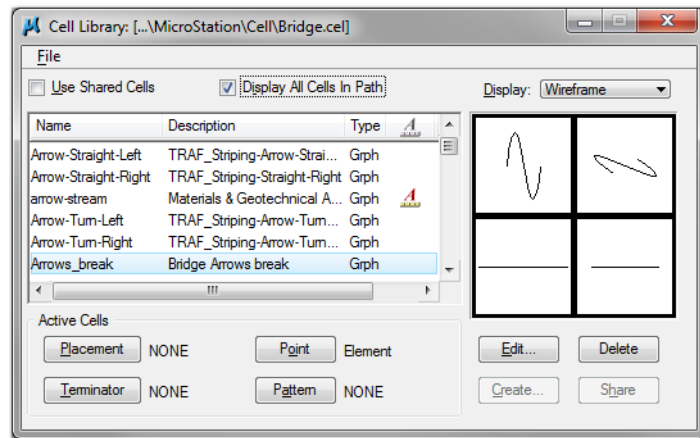 Cell Library: [...\MicroStation\Cell\Bridge.cel]
File
Use Shared Cells Display All Cells In Path Display: Wireframe
Name Description Type A
Arrow-Straight-Left TRAF_Striping-Arrow-Strai... Grph
Arrow-Straight-Right TRAF_Striping-Straight-Right Grph
arrow-stream Materials & Geotechnical A... Grph A
Arrow-Turn-Left TRAF_Striping-Arrow-Turn... Grph
Arrow-Turn-Right TRAF_Striping-Arrow-Turn... Grph
Arrows_break Bridge Arrows break Grph
Active Cells
Placement NONE Point Element Edit... Delete
Terminator NONE Pattern NONE Create... Share